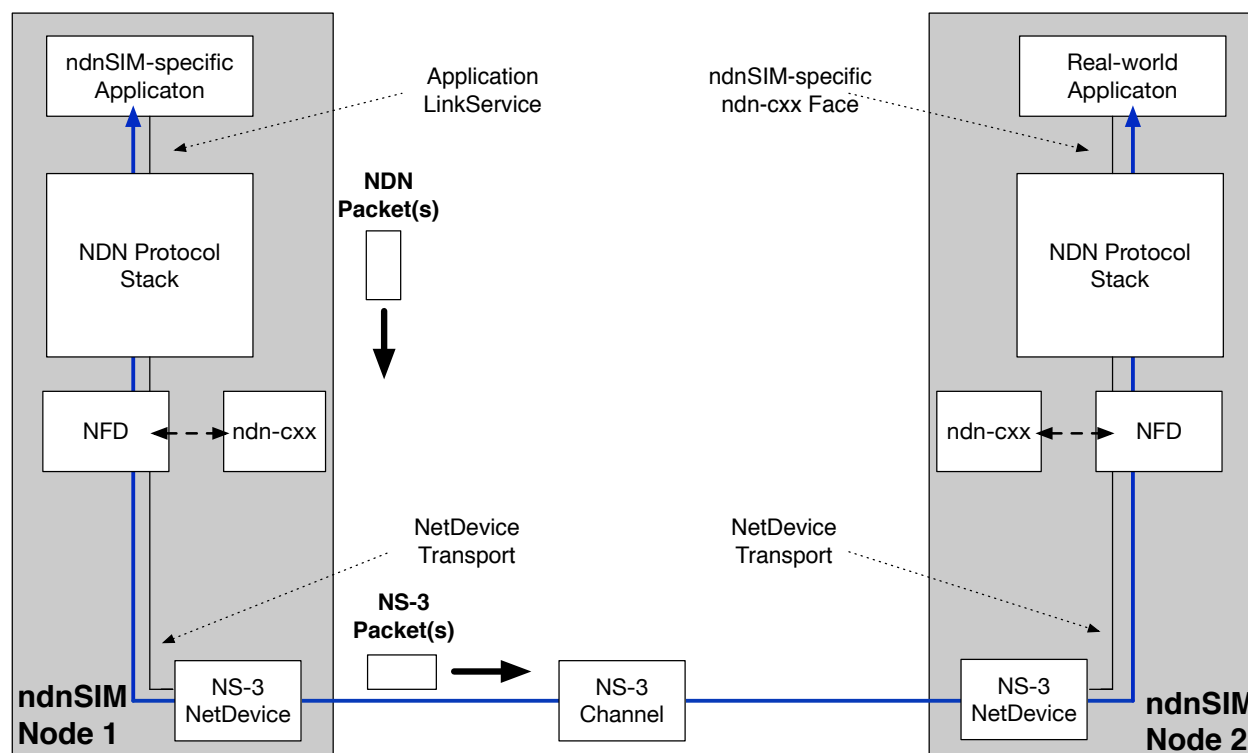 ndnSIM-specific
Applicaton
Application
LinkService
ndnSIM-specific
ndn-cxx Face
Real-world
Applicaton
NDN
Packet(s)
NDN Protocol
Stack
NDN Protocol
Stack
NFD
ndn-cxx
ndn-cxx
NFD
NetDevice
Transport
NetDevice
Transport
NS-3
Packet(s)
ndnSIM
Node 1
NS-3
NetDevice
NS-3
Channel
NS-3
NetDevice
ndnSIM
Node 2